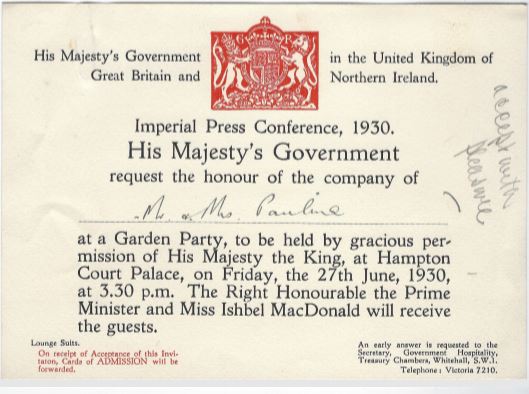 His Majesty's Government in the United Kingdom of
Great Britain and Northern Ireland.
G R
Imperial Press Conference, 1930.
His Majesty's Government
request the honour of the company of
Mr. & Mrs. Pauline
at a Garden Party, to be held by gracious per-
mission of His Majesty the King, at Hampton
Court Palace, on Friday, the 27th June, 1930,
at 3.30 p.m. The Right Honourable the Prime
Minister and Miss Ishbel MacDonald will receive
the guests.
Lounge Suits.
On receipt of Acceptance of this Invi-
tation, Cards of ADMISSION will be
forwarded.
An early answer is requested to the
Secretary, Government Hospitality,
Treasury Chambers, Whitehall, S.W.1.
Telephone: Victoria 7210.
accept with
pleasure